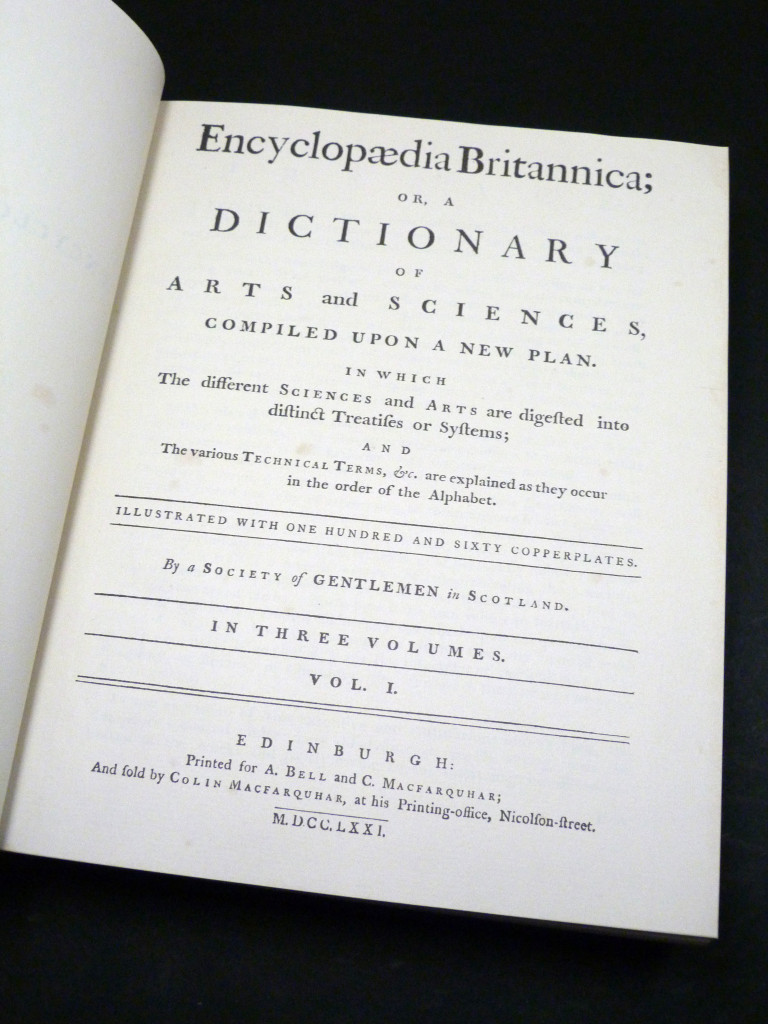 Encyclopædia Britannica;
OR, A
DICTIONARY
OF
ARTS and SCIENCES,
COMPILED UPON A NEW PLAN.
IN WHICH
The different SCIENCES and ARTS are digeſted into
diſtinct Treatiſes or Syſtems;
AND
The various TECHNICAL TERMS, &c. are explained as they occur
in the order of the Alphabet.
ILLUSTRATED WITH ONE HUNDRED AND SIXTY COPPERPLATES.
By a SOCIETY of GENTLEMEN in SCOTLAND.
IN THREE VOLUMES.
VOL. I.
EDINBURGH:
Printed for A. BELL and C. MACFARQUHAR;
And ſold by COLIN MACFARQUHAR, at his Printing-office, Nicolſon-ſtreet.
M.DCC.LXXI.